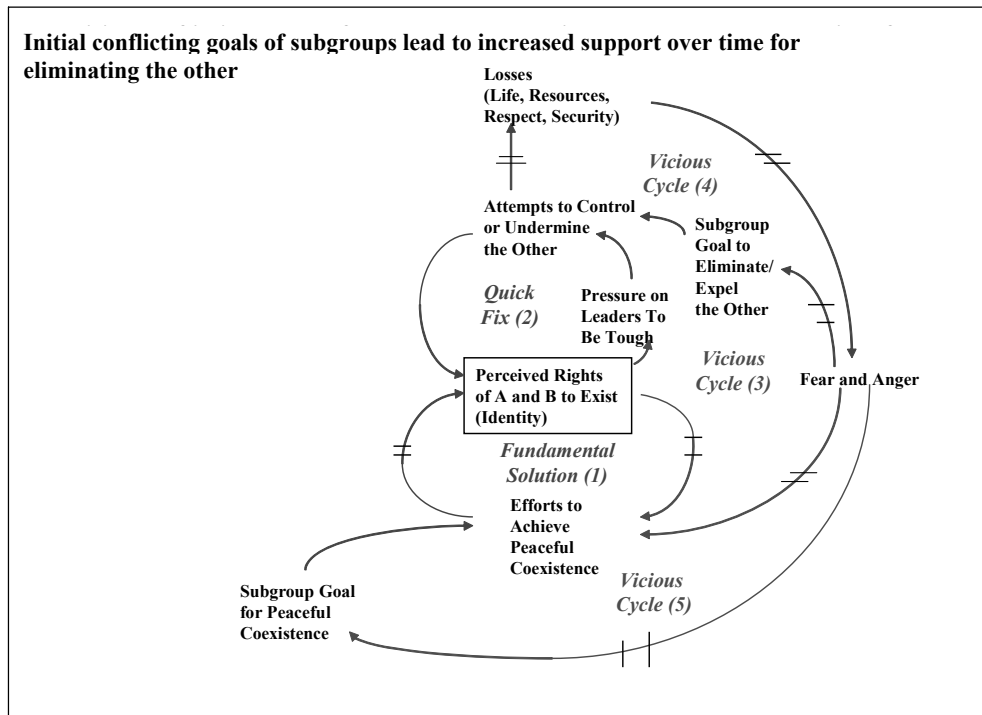 Initial conflicting goals of subgroups lead to increased support over time for
eliminating the other
Losses
(Life, Resources,
Respect, Security)
Vicious
Cycle (4)
Attempts to Control
or Undermine
the Other
Subgroup
Goal to
Eliminate/
Expel
the Other
Quick
Fix (2)
Pressure on
Leaders To
Be Tough
Vicious
Cycle (3)
Fear and Anger
Perceived Rights
of A and B to Exist
(Identity)
Fundamental
Solution (1)
Efforts to
Achieve
Peaceful
Coexistence
Vicious
Cycle (5)
Subgroup Goal
for Peaceful
Coexistence